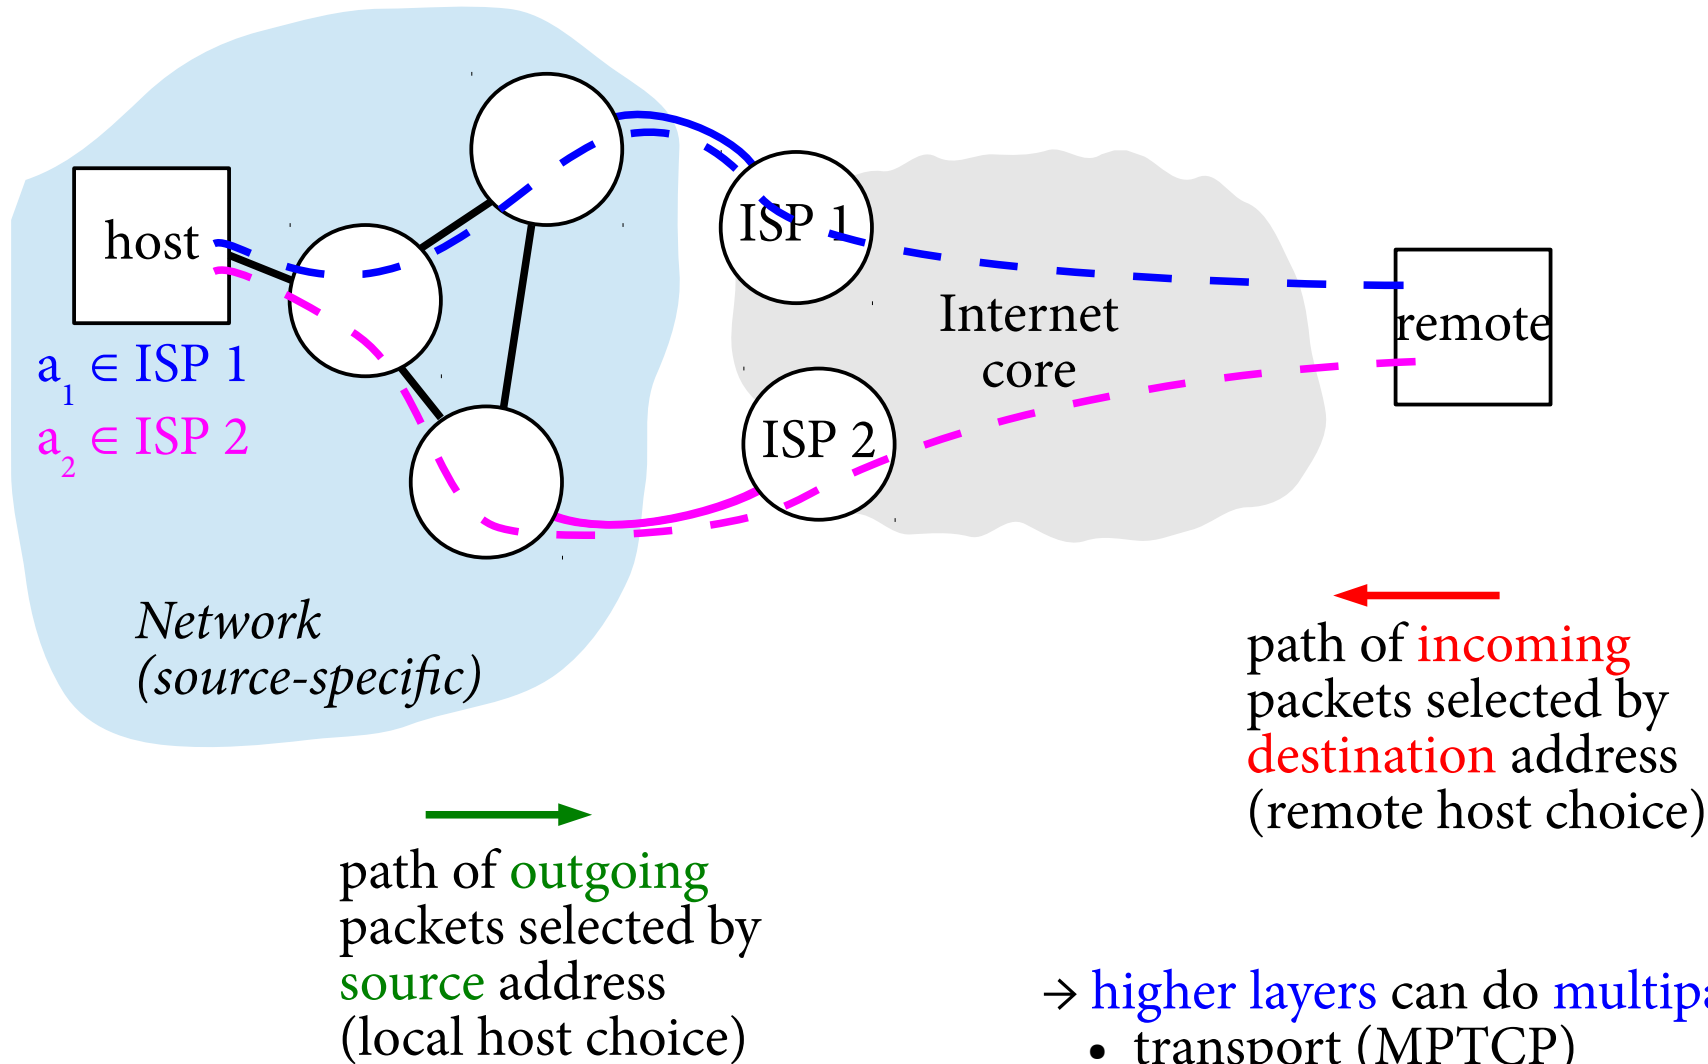 host
ISP 1
Internet
core
remote
a1 ∈ ISP 1
a2 ∈ ISP 2
ISP 2
Network
(source-specific)
path of incoming
packets selected by
destination address
(remote host choice)
path of outgoing
packets selected by
source address
(local host choice)
→ higher layers can do
• transport (MPTCP)